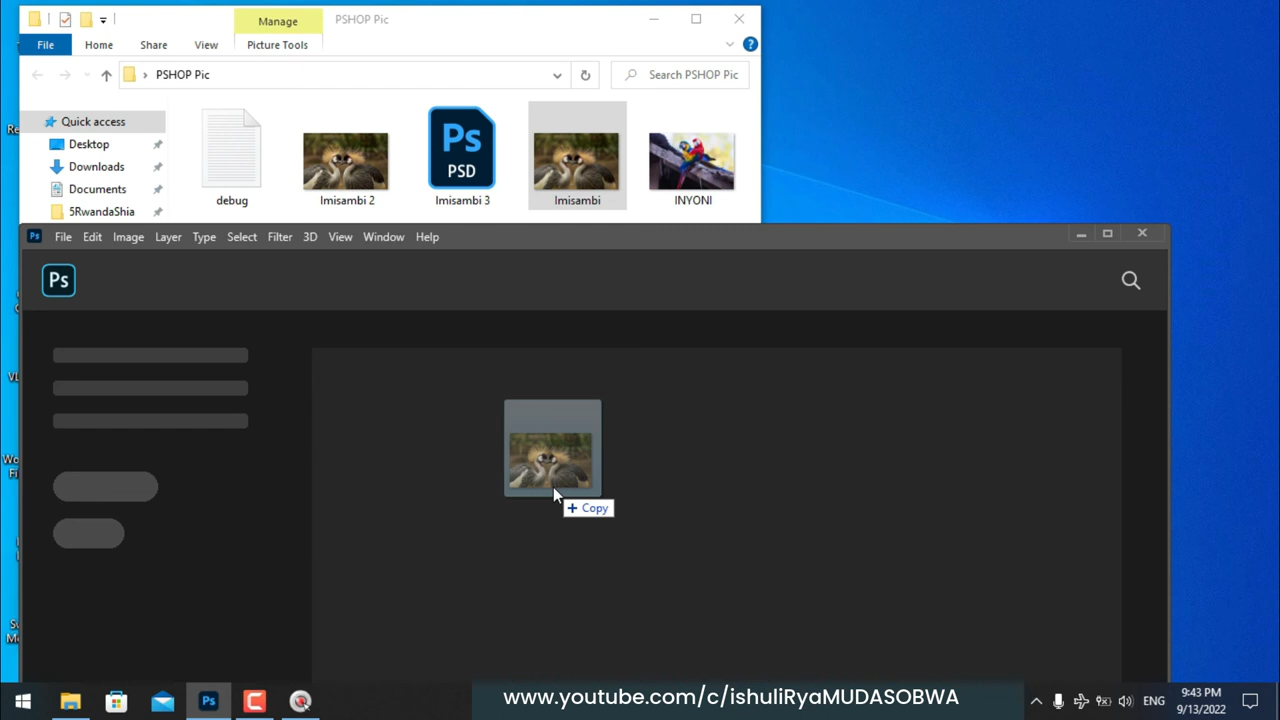 Manage
PSHOP Pic
File
Home
Share
View
Picture Tools
PSHOP Pic
Search PSHOP Pic
Quick access
Desktop
Downloads
Documents
5RwandaShia
debug
Imisambi 2
Ps
PSD
Imisambi 3
Imisambi
INYONI
Ps
File
Edit
Image
Layer
Type
Select
Filter
3D
View
Window
Help
Ps
+ Copy
Ps
www.youtube.com/c/ishuliRyaMUDASOBWA
ENG
9:43 PM
9/13/2022